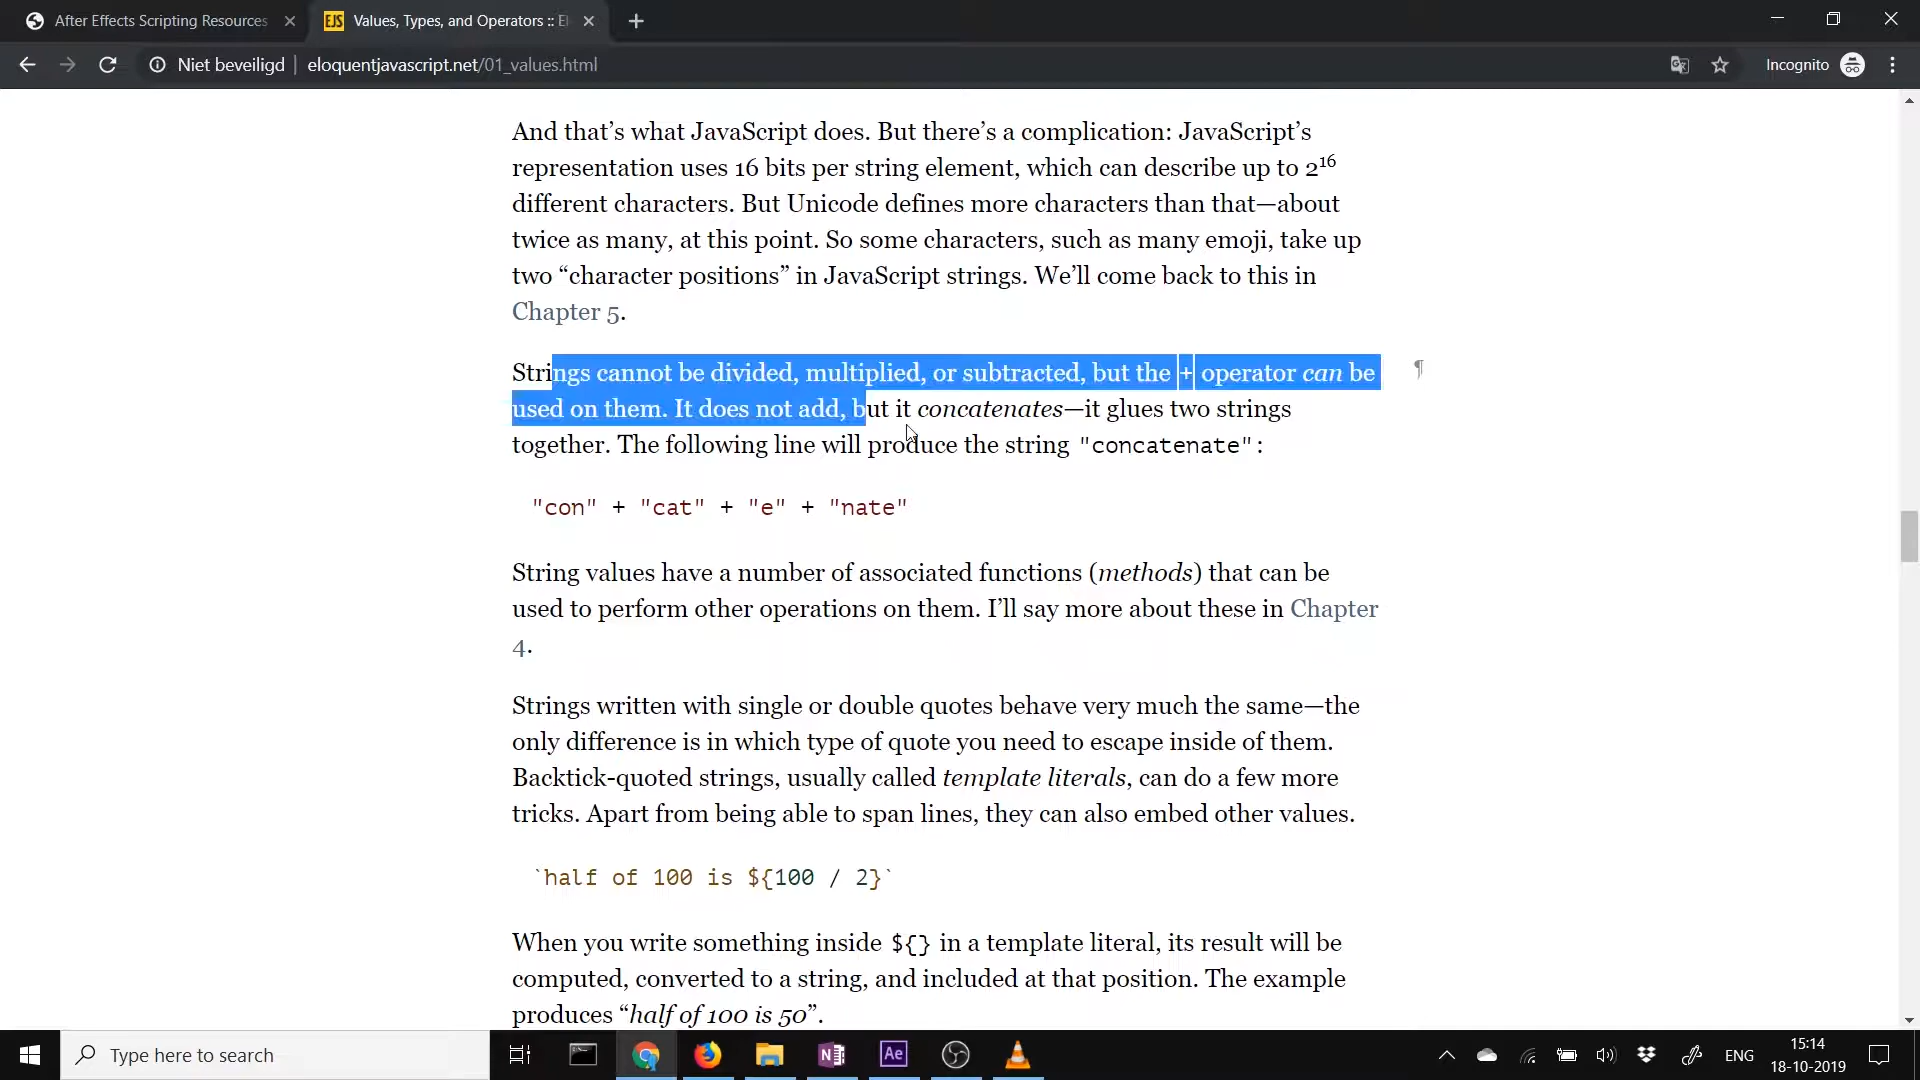 After Effects Scripting Resources
Values, Types, and Operators :: El
Niet beveiligd
eloquentjavascript.net/01_values.html
Incognito
And that’s what JavaScript does. But there’s a complication: JavaScript’s
representation uses 16 bits per string element, which can describe up to 2¹⁶
different characters. But Unicode defines more characters than that—about
twice as many, at this point. So some characters, such as many emoji, take up
two “character positions” in JavaScript strings. We’ll come back to this in
Chapter 5.
Strings cannot be divided, multiplied, or subtracted, but the + operator can be ¶
used on them. It does not add, but it concatenates—it glues two strings
together. The following line will produce the string "concatenate":
"con" + "cat" + "e" + "nate"
String values have a number of associated functions (methods) that can be
used to perform other operations on them. I’ll say more about these in Chapter
4.
Strings written with single or double quotes behave very much the same—the
only difference is in which type of quote you need to escape inside of them.
Backtick-quoted strings, usually called template literals, can do a few more
tricks. Apart from being able to span lines, they can also embed other values.
`half of 100 is ${100 / 2}`
When you write something inside ${} in a template literal, its result will be
computed, converted to a string, and included at that position. The example
produces “half of 100 is 50”.
Type here to search
ENG
15:14
18-10-2019